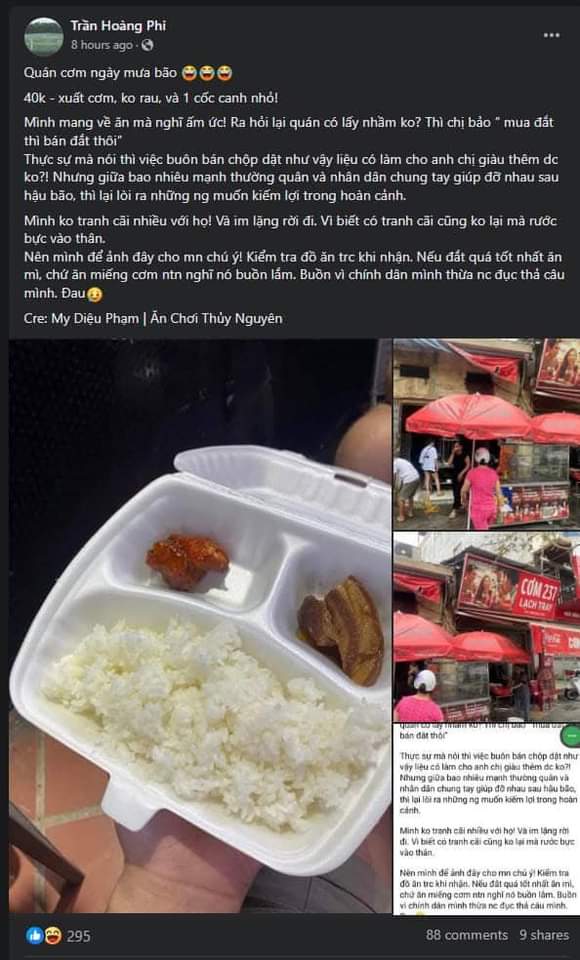 Trần Hoàng Phi
8 hours ago ·
Quán cơm ngày mưa bão 😂😂😂
40k - xuất cơm, ko rau, và 1 cốc canh nhỏ!
Mình mang về ăn mà nghĩ ấm ức! Ra hỏi lại quán có lấy nhầm ko? Thì chị bảo “ mua đắt
thì bán đắt thôi”
Thực sự mà nói thì việc buôn bán chộp dật như vậy liệu có làm cho anh chị giàu thêm dc
ko?! Nhưng giữa bao nhiêu mạnh thường quân và nhân dân chung tay giúp đỡ nhau sau
hậu bão, thì lại lòi ra những ng muốn kiếm lợi trong hoàn cảnh.
Mình ko tranh cãi nhiều với họ! Và im lặng rời đi. Vì biết có tranh cãi cũng ko lại mà rước
bực vào thân.
Nên mình để ảnh đây cho mn chú ý! Kiểm tra đồ ăn trc khi nhận. Nếu đắt quá tốt nhất ăn
mì, chứ ăn miếng cơm ntn nghĩ nó buồn lắm. Buồn vì chính dân mình thừa nc đục thả câu
mình. Đau😢
Cre: My Diệu Phạm | Ăn Chơi Thủy Nguyên
CƠM 237
LẠCH TRAY
Coca-Cola
bán đắt thôi”
Thực sự mà nói thì việc buôn bán chộp dật như
vậy liệu có làm cho anh chị giàu thêm dc ko?!
Nhưng giữa bao nhiêu mạnh thường quân và
nhân dân chung tay giúp đỡ nhau sau hậu bão,
thì lại lòi ra những ng muốn kiếm lợi trong hoàn
cảnh.
Mình ko tranh cãi nhiều với họ! Và im lặng rời
đi. Vì biết có tranh cãi cũng ko lại mà rước bực
vào thân.
Nên mình để ảnh đây cho mn chú ý! Kiểm tra
đồ ăn trc khi nhận. Nếu đắt quá tốt nhất ăn mì,
chứ ăn miếng cơm ntn nghĩ nó buồn lắm. Buồn
vì chính dân mình thừa nc đục thả câu mình.
295
88 comments
9 shares